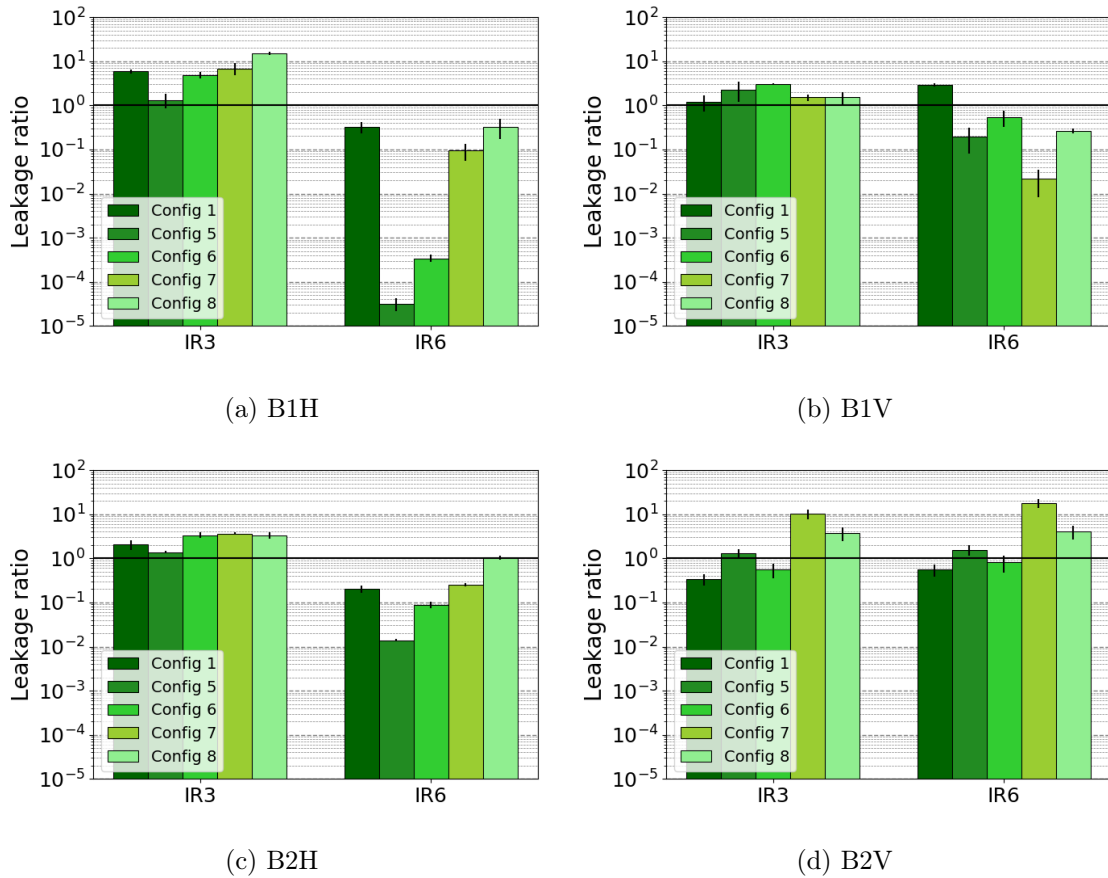 Leakage ratio
10²
10¹
10⁰
10⁻¹
10⁻²
10⁻³
10⁻⁴
10⁻⁵
Config 1
Config 5
Config 6
Config 7
Config 8
IR3 IR6
(a) B1H
Leakage ratio
10²
10¹
10⁰
10⁻¹
10⁻²
10⁻³
10⁻⁴
10⁻⁵
Config 1
Config 5
Config 6
Config 7
Config 8
IR3 IR6
(b) B1V
Leakage ratio
10²
10¹
10⁰
10⁻¹
10⁻²
10⁻³
10⁻⁴
10⁻⁵
Config 1
Config 5
Config 6
Config 7
Config 8
IR3 IR6
(c) B2H
Leakage ratio
10²
10¹
10⁰
10⁻¹
10⁻²
10⁻³
10⁻⁴
10⁻⁵
Config 1
Config 5
Config 6
Config 7
Config 8
IR3 IR6
(d) B2V